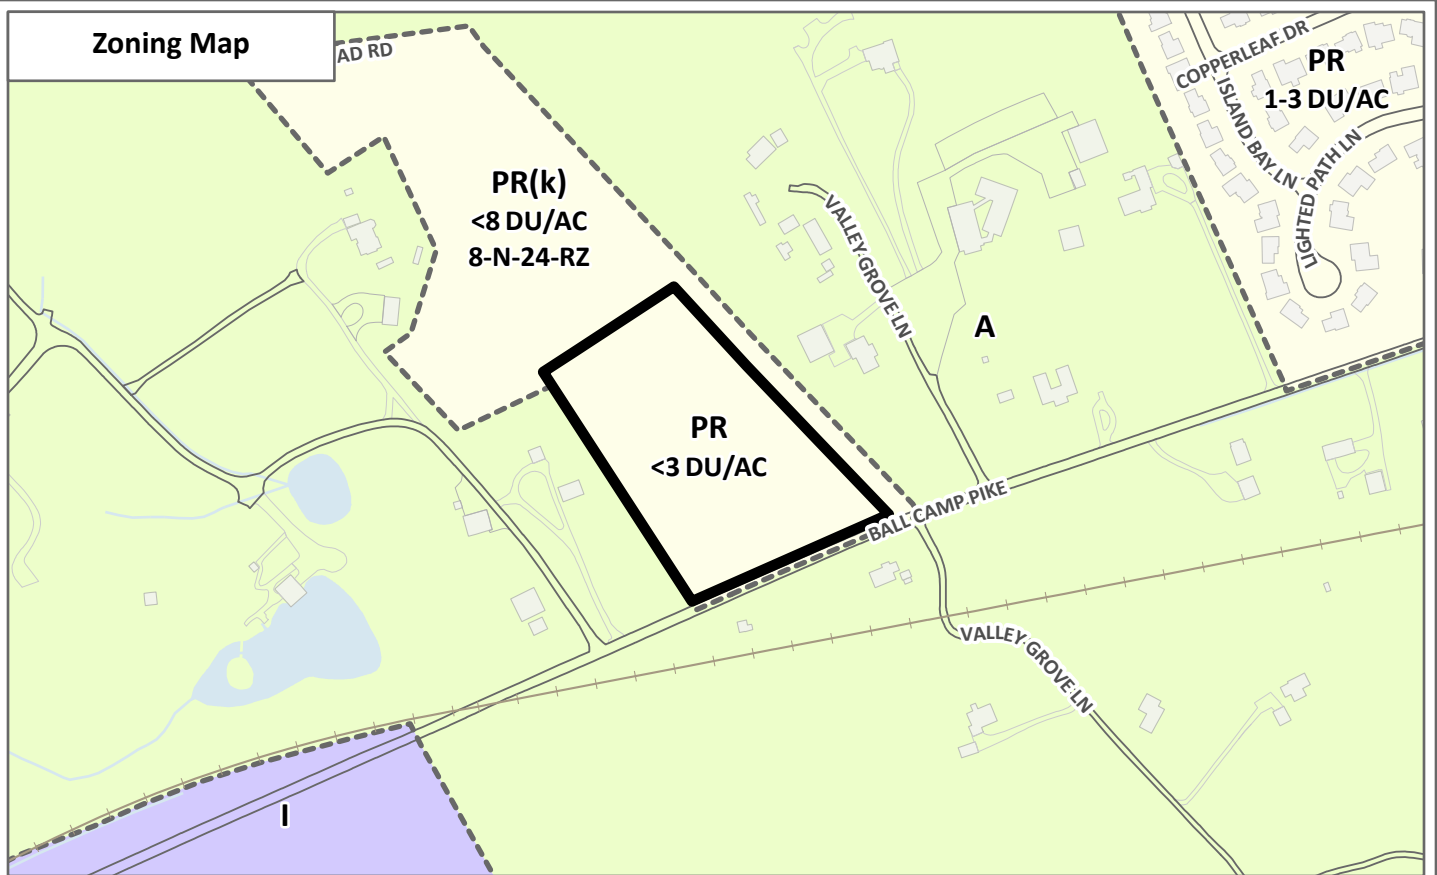 Zoning Map
AD RD
COPPERLEAF DR
PR
1-3 DU/AC
ISLAND BAY LN
LIGHTED PATH LN
PR(k)
<8 DU/AC
8-N-24-RZ
VALLEY GROVE LN
A
PR
<3 DU/AC
BALL CAMP PIKE
VALLEY GROVE LN
I